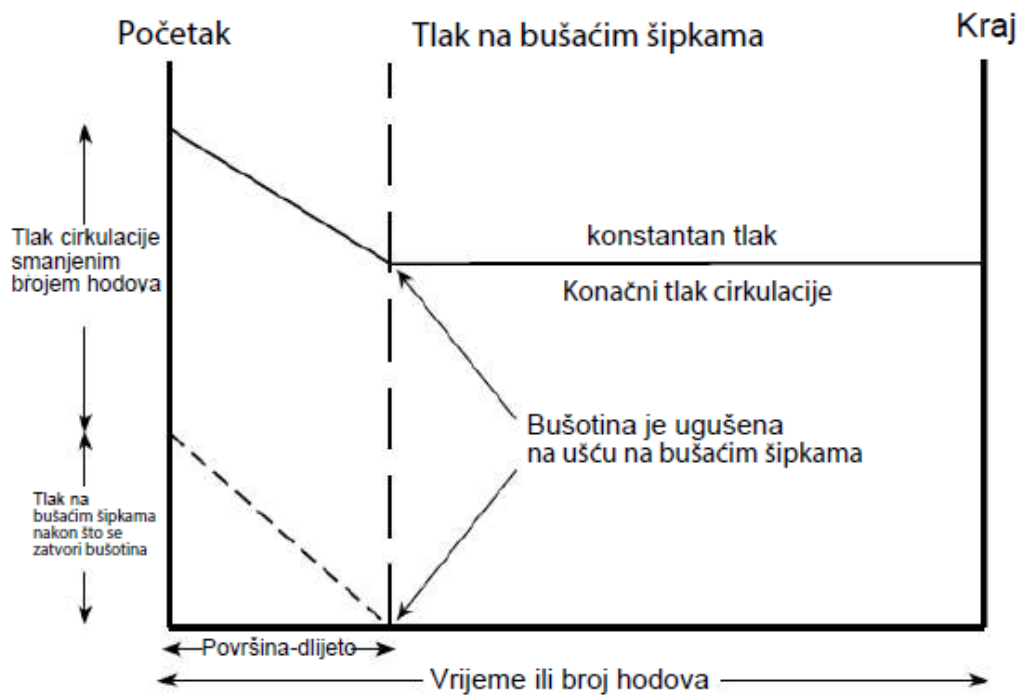 Početak
Tlak na bušaćim šipkama
Kraj
Tlak cirkulacije
smanjenim
brojem hodova
konstantan tlak
Konačni tlak cirkulacije
Bušotina je ugušena
na ušću na bušaćim šipkama
Tlak na
bušaćim šipkama
nakon što se
zatvori bušotina
Površina-dlijeto
Vrijeme ili broj hodova